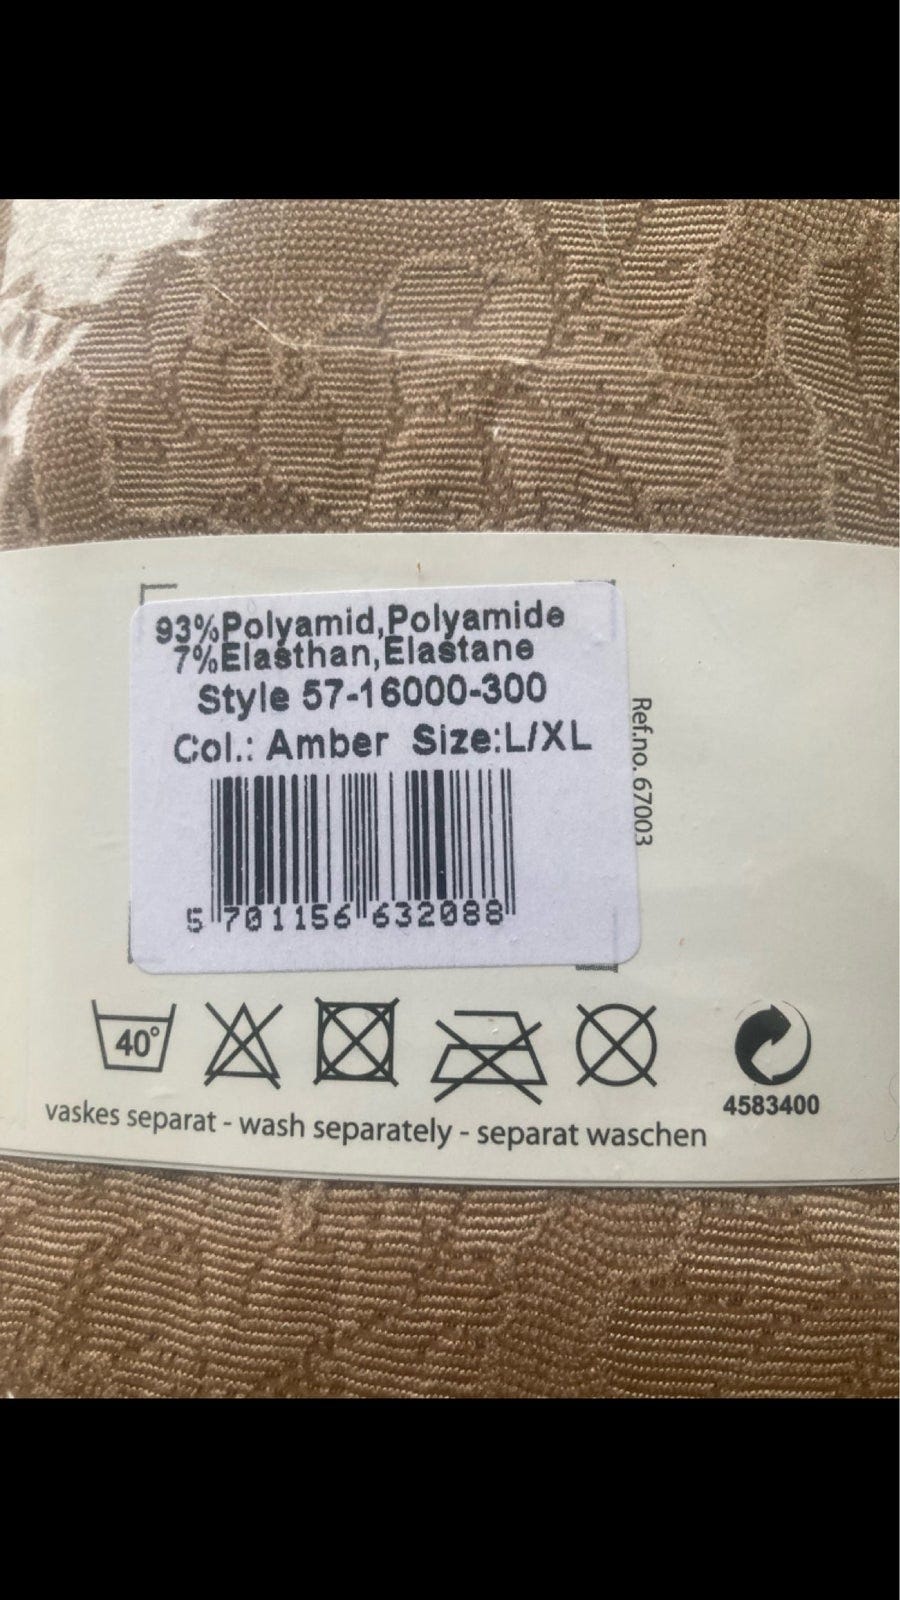 93%Polyamid,Polyamide
7%Elasthan,Elastane
Style 57-16000-300
Col.: Amber Size:L/XL
5 701156 632088
Ref.no. 67003
40°
4583400
vaskes separat - wash separately - separat waschen